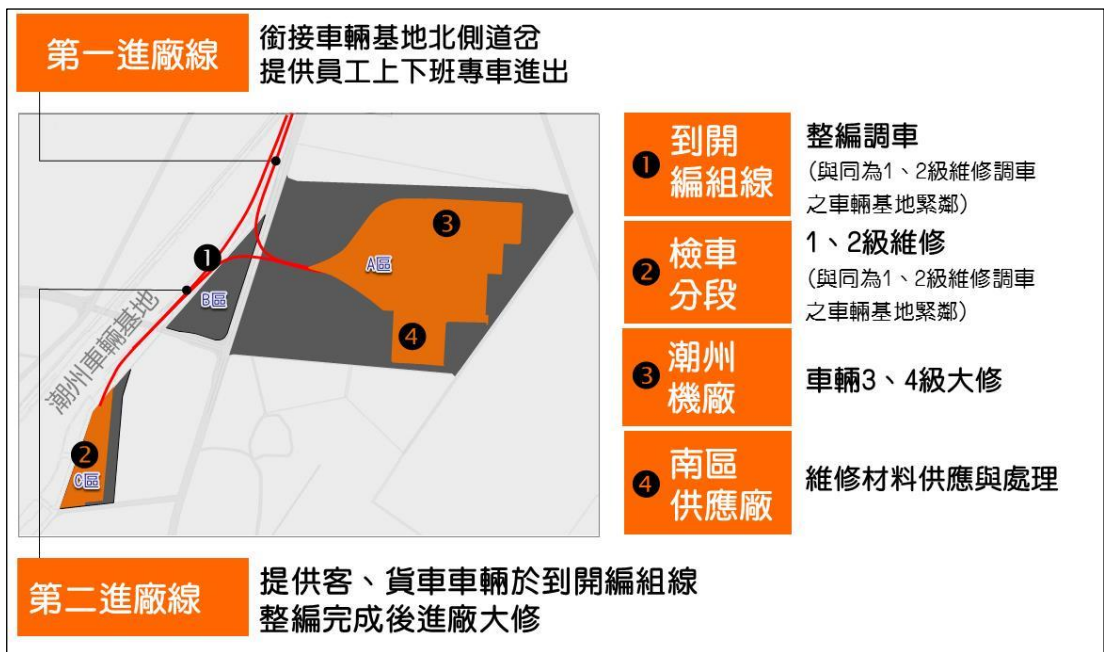 第一進廠線
銜接車輛基地北側道岔
提供員工上下班專車進出
❶
B區
A區
❸
❹
潮州車輛基地
❷
C區
❶ 到開
編組線
整編調車
(與同為1、2級維修調車
之車輛基地緊鄰)
❷ 檢車
分段
1、2級維修
(與同為1、2級維修調車
之車輛基地緊鄰)
❸ 潮州
機廠
車輛3、4級大修
❹ 南區
供應廠
維修材料供應與處理
第二進廠線
提供客、貨車車輛於到開編組線
整編完成後進廠大修